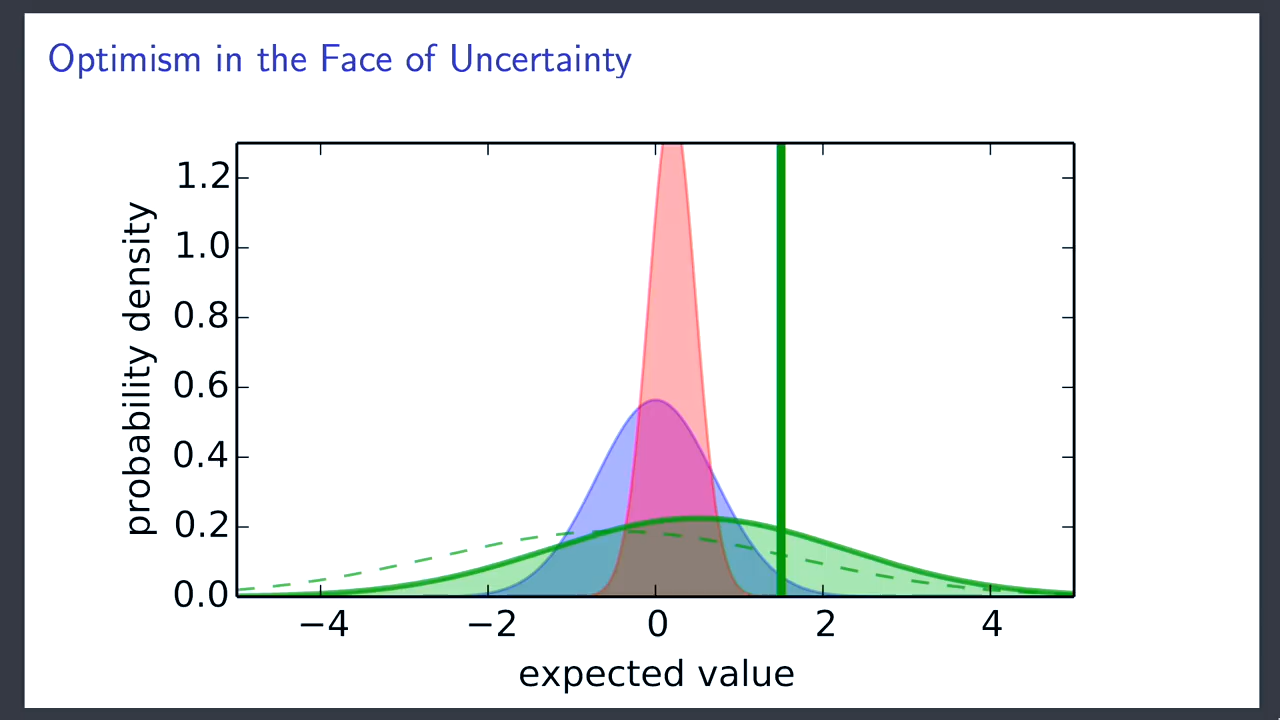 Optimism in the Face of Uncertainty
1.2
1.0
0.8
0.6
0.4
0.2
0.0
probability density
−4 −2 0 2 4
expected value